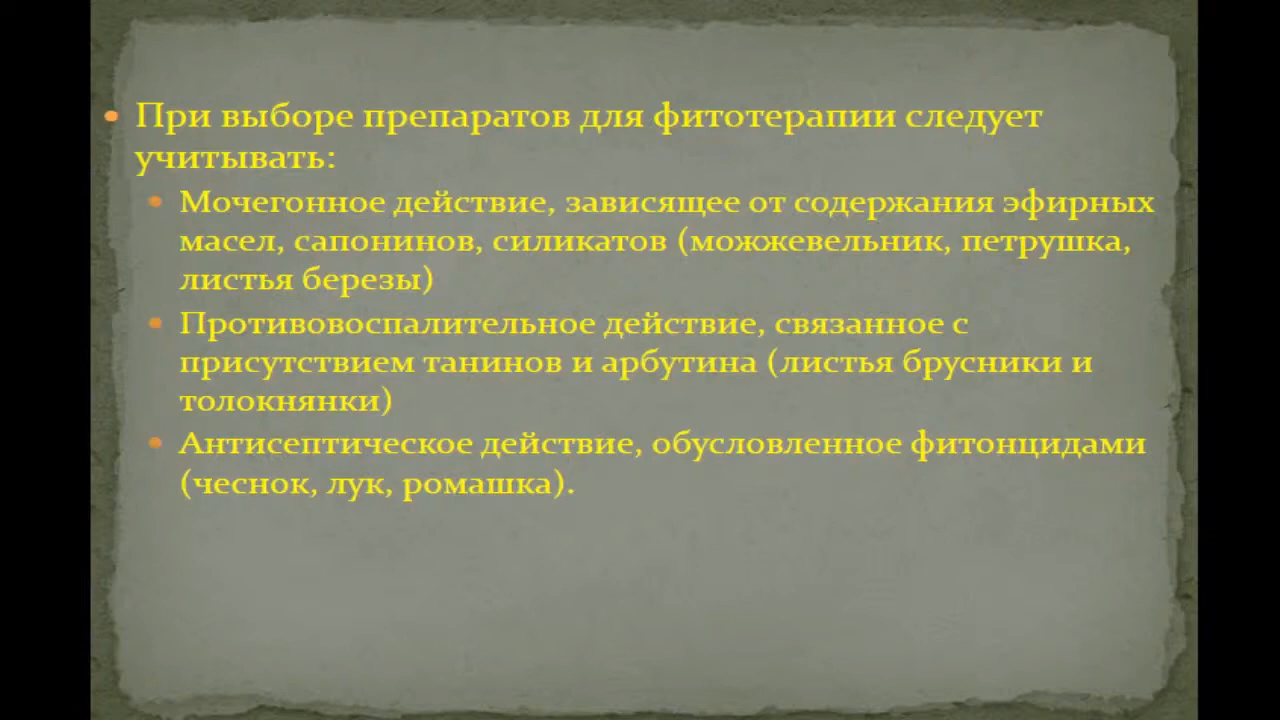 При выборе препаратов для фитотерапии следует
учитывать:
Мочегонное действие, зависящее от содержания эфирных
масел, сапонинов, силикатов (можжевельник, петрушка,
листья березы)
Противовоспалительное действие, связанное с
присутствием танинов и арбутина (листья брусники и
толокнянки)
Антисептическое действие, обусловленное фитонцидами
(чеснок, лук, ромашка).